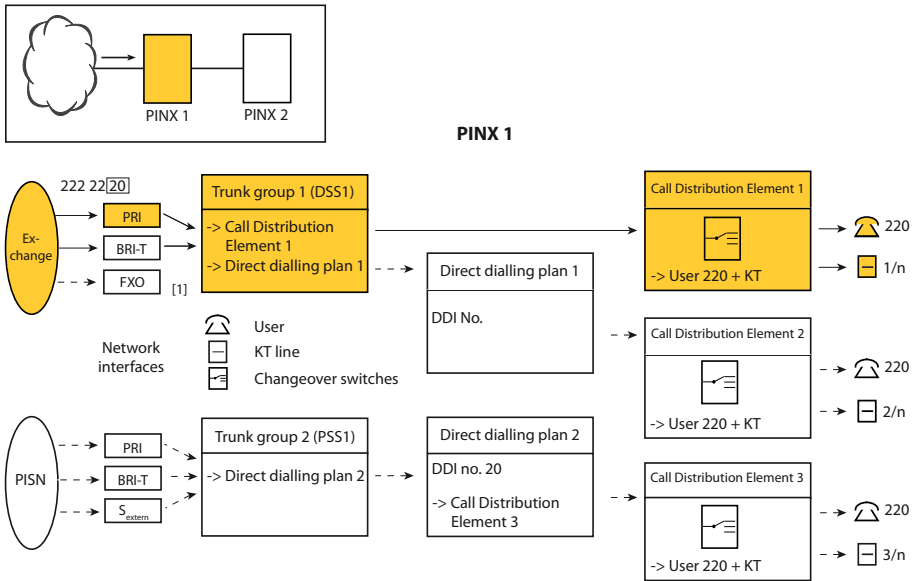 PINX 1
PINX 2
PINX 1
222 22 20
Ex-
change
PRI
BRI-T
FXO
[1]
Trunk group 1 (DSS1)
-> Call Distribution
Element 1
-> Direct dialling plan 1
Direct dialling plan 1
DDI No.
Call Distribution Element 1
-> User 220 + KT
220
1/n
Network
interfaces
User
KT line
Changeover switches
Call Distribution Element 2
-> User 220 + KT
220
2/n
PISN
PRI
BRI-T
Sextern
Trunk group 2 (PSS1)
-> Direct dialling plan 2
Direct dialling plan 2
DDI no. 20
-> Call Distribution
Element 3
Call Distribution Element 3
-> User 220 + KT
220
3/n